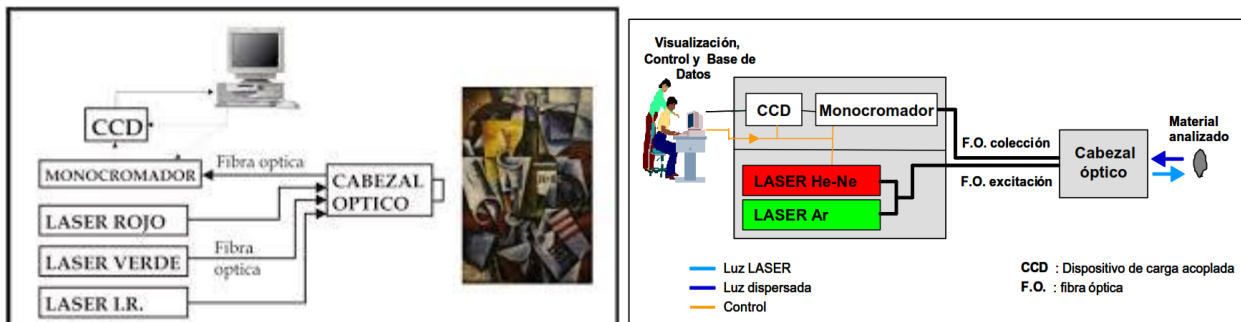 CCD
Fibra optica
MONOCROMADOR
CABEZAL
OPTICO
LASER ROJO
Fibra
optica
LASER VERDE
LASER I.R.
Visualización,
Control y Base de
Datos
CCD
Monocromador
F.O. colección
F.O. excitación
LASER He-Ne
LASER Ar
Cabezal
óptico
Material
analizado
Luz LASER
Luz dispersada
Control
CCD : Dispositivo de carga acoplada
F.O. : fibra óptica